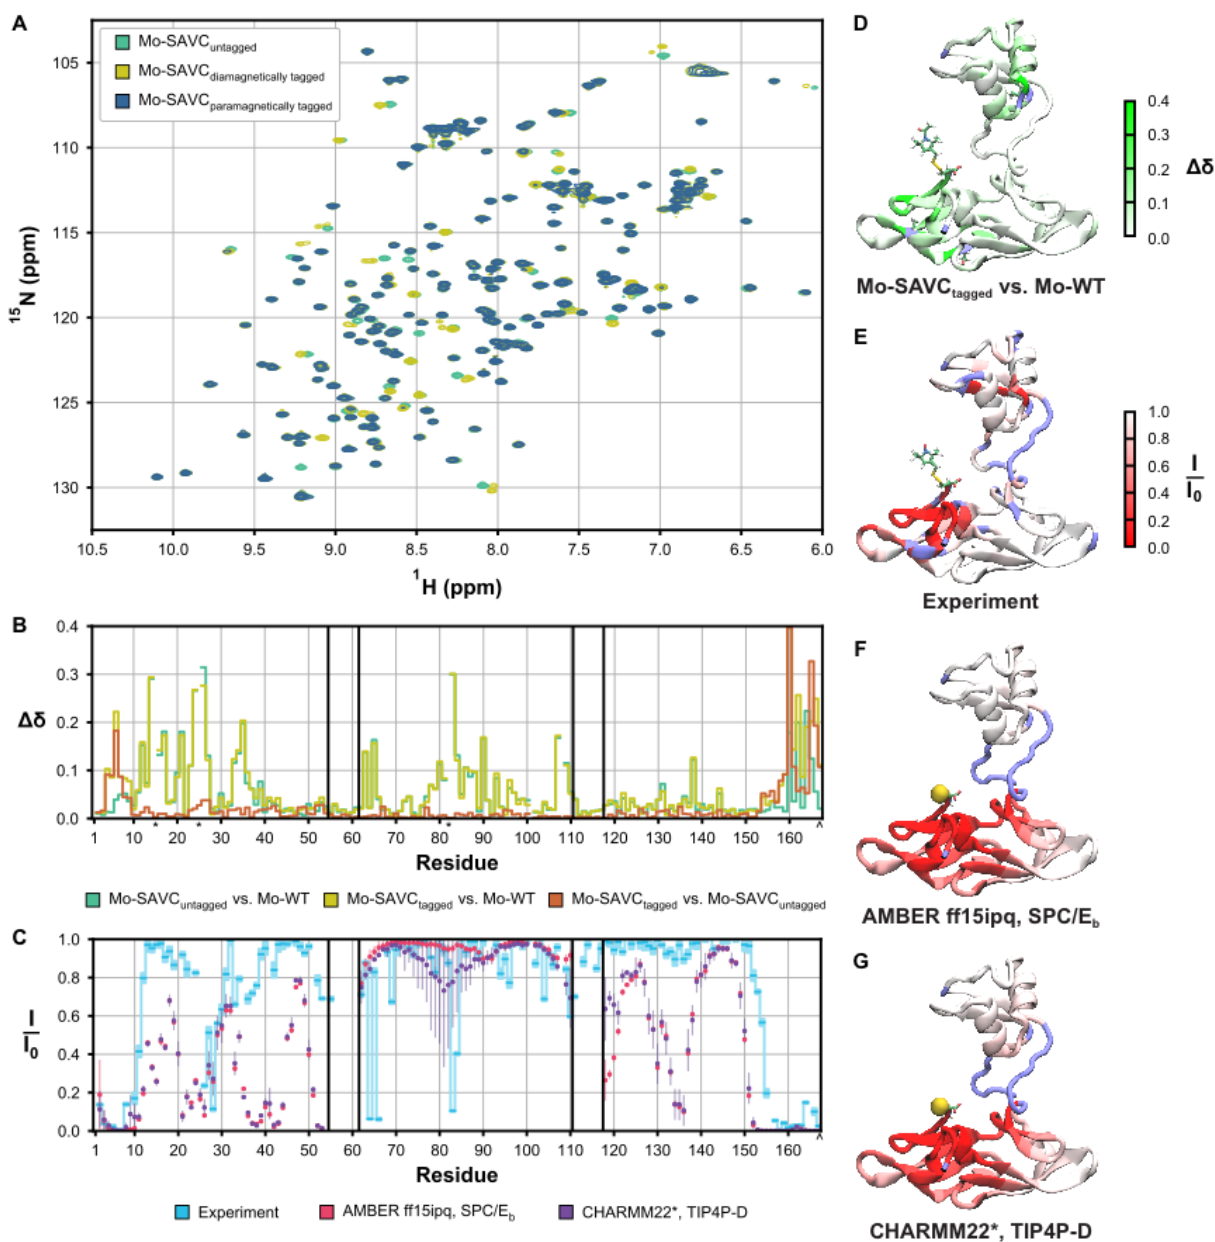 A
Mo-SAVCuntagged
Mo-SAVCdiamagnetically tagged
Mo-SAVCparamagnetically tagged
105
110
115
120
125
130
15N (ppm)
10.5 10.0 9.5 9.0 8.5 8.0 7.5 7.0 6.5 6.0
1H (ppm)
B
0.4
0.3
0.2
0.1
0.0
Δδ
* * * ^
1 10 20 30 40 50 60 70 80 90 100 110 120 130 140 150 160
Residue
Mo-SAVCuntagged vs. Mo-WT Mo-SAVCtagged vs. Mo-WT Mo-SAVCtagged vs. Mo-SAVCuntagged
C
1.0
0.8
0.6
0.4
0.2
0.0
I
I0
^
1 10 20 30 40 50 60 70 80 90 100 110 120 130 140 150 160
Residue
Experiment AMBER ff15ipq, SPC/Eb CHARMM22*, TIP4P-D
D
0.4
0.3
0.2
0.1
0.0
Δδ
Mo-SAVCtagged vs. Mo-WT
E
1.0
0.8
0.6
0.4
0.2
0.0
I
I0
Experiment
F
AMBER ff15ipq, SPC/Eb
G
CHARMM22*, TIP4P-D